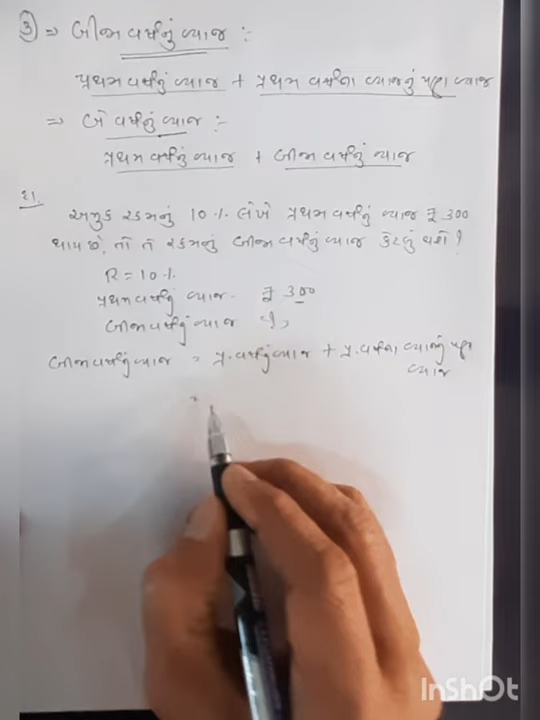 ③ ⇒ બીજા વર્ષનું વ્યાજ :-
પ્રથમ વર્ષનું વ્યાજ + પ્રથમ વર્ષના વ્યાજનું પણ વ્યાજ
⇒ બે વર્ષનું વ્યાજ :-
પ્રથમ વર્ષનું વ્યાજ + બીજા વર્ષનું વ્યાજ
દા.
અમુક રકમનું 10 % લેખે પ્રથમ વર્ષનું વ્યાજ ₹ 300
થાય છે, તો તે રકમનું બીજા વર્ષનું વ્યાજ કેટલું થશે ?
R = 10 %
પ્રથમ વર્ષનું વ્યાજ - ₹ 300
બીજા વર્ષનું વ્યાજ
બીજા વર્ષનું વ્યાજ = પ્ર. વર્ષનું વ્યાજ + પ્ર. વર્ષના વ્યાજનું પણ
વ્યાજ
=
InShOt